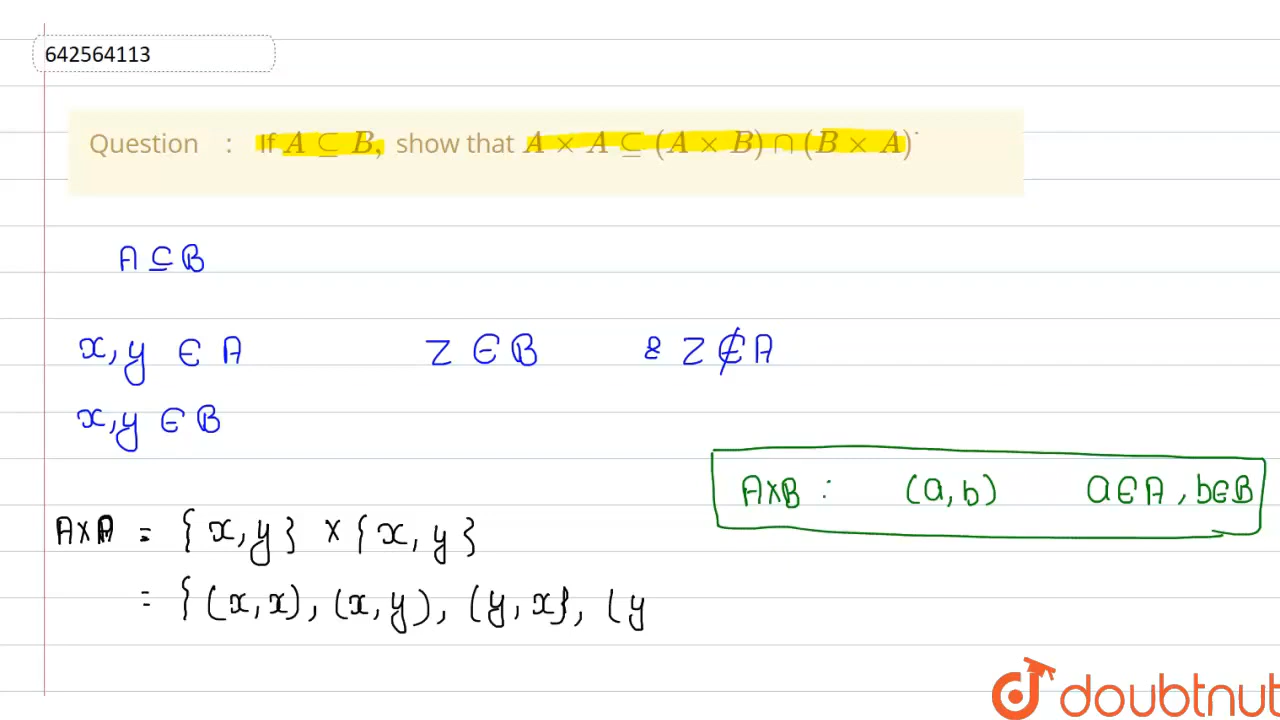 642564113
Question : If A ⊆ B, show that A × A ⊆ (A × B) ∩ (B × A)˙
A ⊆ B
x, y ∈ A z ∈ B & z ∉ A
x, y ∈ B
A×B : (a, b) a∈A, b∈B
A×A = {x, y} × {x, y}
= {(x, x), (x, y), (y, x}, (y
doubtnut